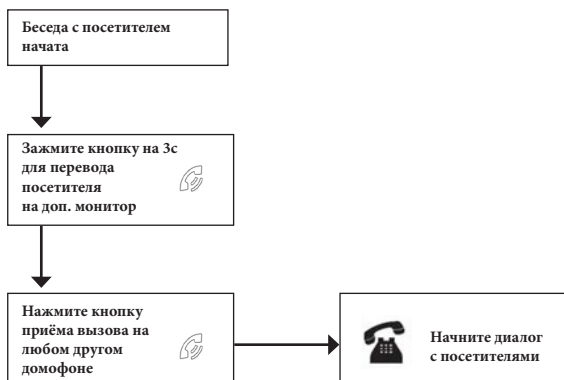 Беседа с посетителем
начата
Зажмите кнопку на 3с
для перевода
посетителя
на доп. монитор
Нажмите кнопку
приёма вызова на
любом другом
домофоне
Начните диалог
с посетителями